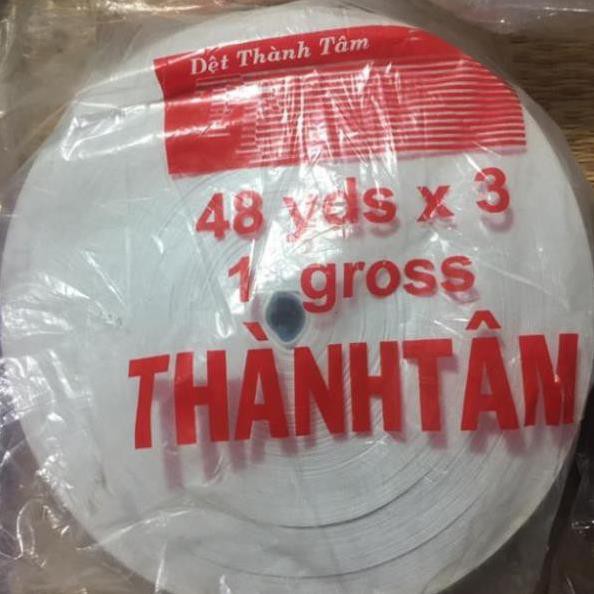 Dệt Thành Tâm
48 yds x 3
1 gross
THÀNHTÂM